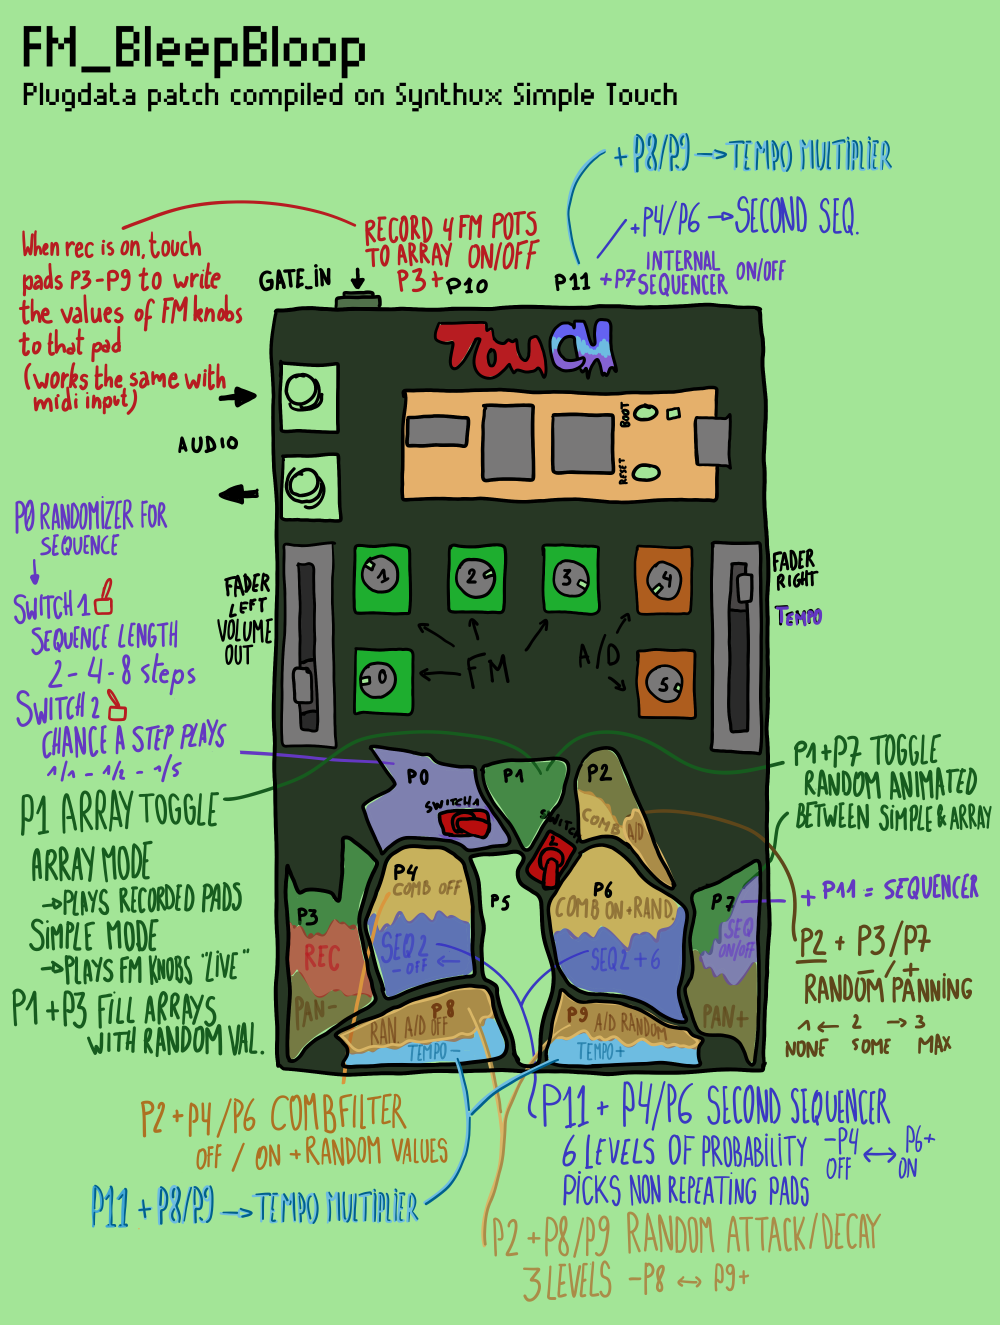 FM_BleepBloop
Plugdata patch compiled on Synthux Simple Touch
+ P8/P9 → TEMPO MULTIPLIER
+P4/P6 → SECOND SEQ.
+P7 INTERNAL SEQUENCER ON/OFF
P11
RECORD 4 FM POTS
TO ARRAY ON/OFF
P3+P10
When rec is on, touch
pads P3-P9 to write
the values of FM knobs
to that pad
(works the same with
midi input)
GATE_IN
TOUCH
AUDIO
BOOT
RESET
P0 RANDOMIZER FOR
SEQUENCE
SWITCH 1
SEQUENCE LENGTH
2 - 4 - 8 steps
SWITCH 2
CHANCE A STEP PLAYS
1/1 - 1/2 - 1/5
FADER
LEFT
VOLUME
OUT
FADER
RIGHT
TEMPO
1
2
3
4
0
5
FM
A/D
P1 ARRAY TOGGLE
ARRAY MODE
→PLAYS RECORDED PADS
SIMPLE MODE
→PLAYS FM KNOBS "LIVE"
P1+P3 FILL ARRAYS
WITH RANDOM VAL.
P0
SWITCH1
P1
SWITCH
2
P2
COMB
A/D
P3
REC
PAN-
P4
COMB OFF
SEQ2
- OFF
P5
P6
COMB ON+RAND.
SEQ2 + 6
P7
SEQ
ON/OFF
PAN+
P8
RAN A/D OFF
TEMPO -
P9
A/D RANDOM
TEMPO+
P1+P7 TOGGLE
RANDOM ANIMATED
BETWEEN SIMPLE & ARRAY
+ P11 = SEQUENCER
P2 + P3/P7
- / +
RANDOM PANNING
1 ← 2 → 3
NONE SOME MAX
P2+P4/P6 COMBFILTER
OFF / ON +RANDOM VALUES
P11 +P8/P9 → TEMPO MULTIPLIER
P11 + P4/P6 SECOND SEQUENCER
6 LEVELS OF PROBABILITY -P4 ↔ P6+
OFF ON
PICKS NON REPEATING PADS
P2 +P8/P9 RANDOM ATTACK/DECAY
3 LEVELS -P8 ↔ P9+